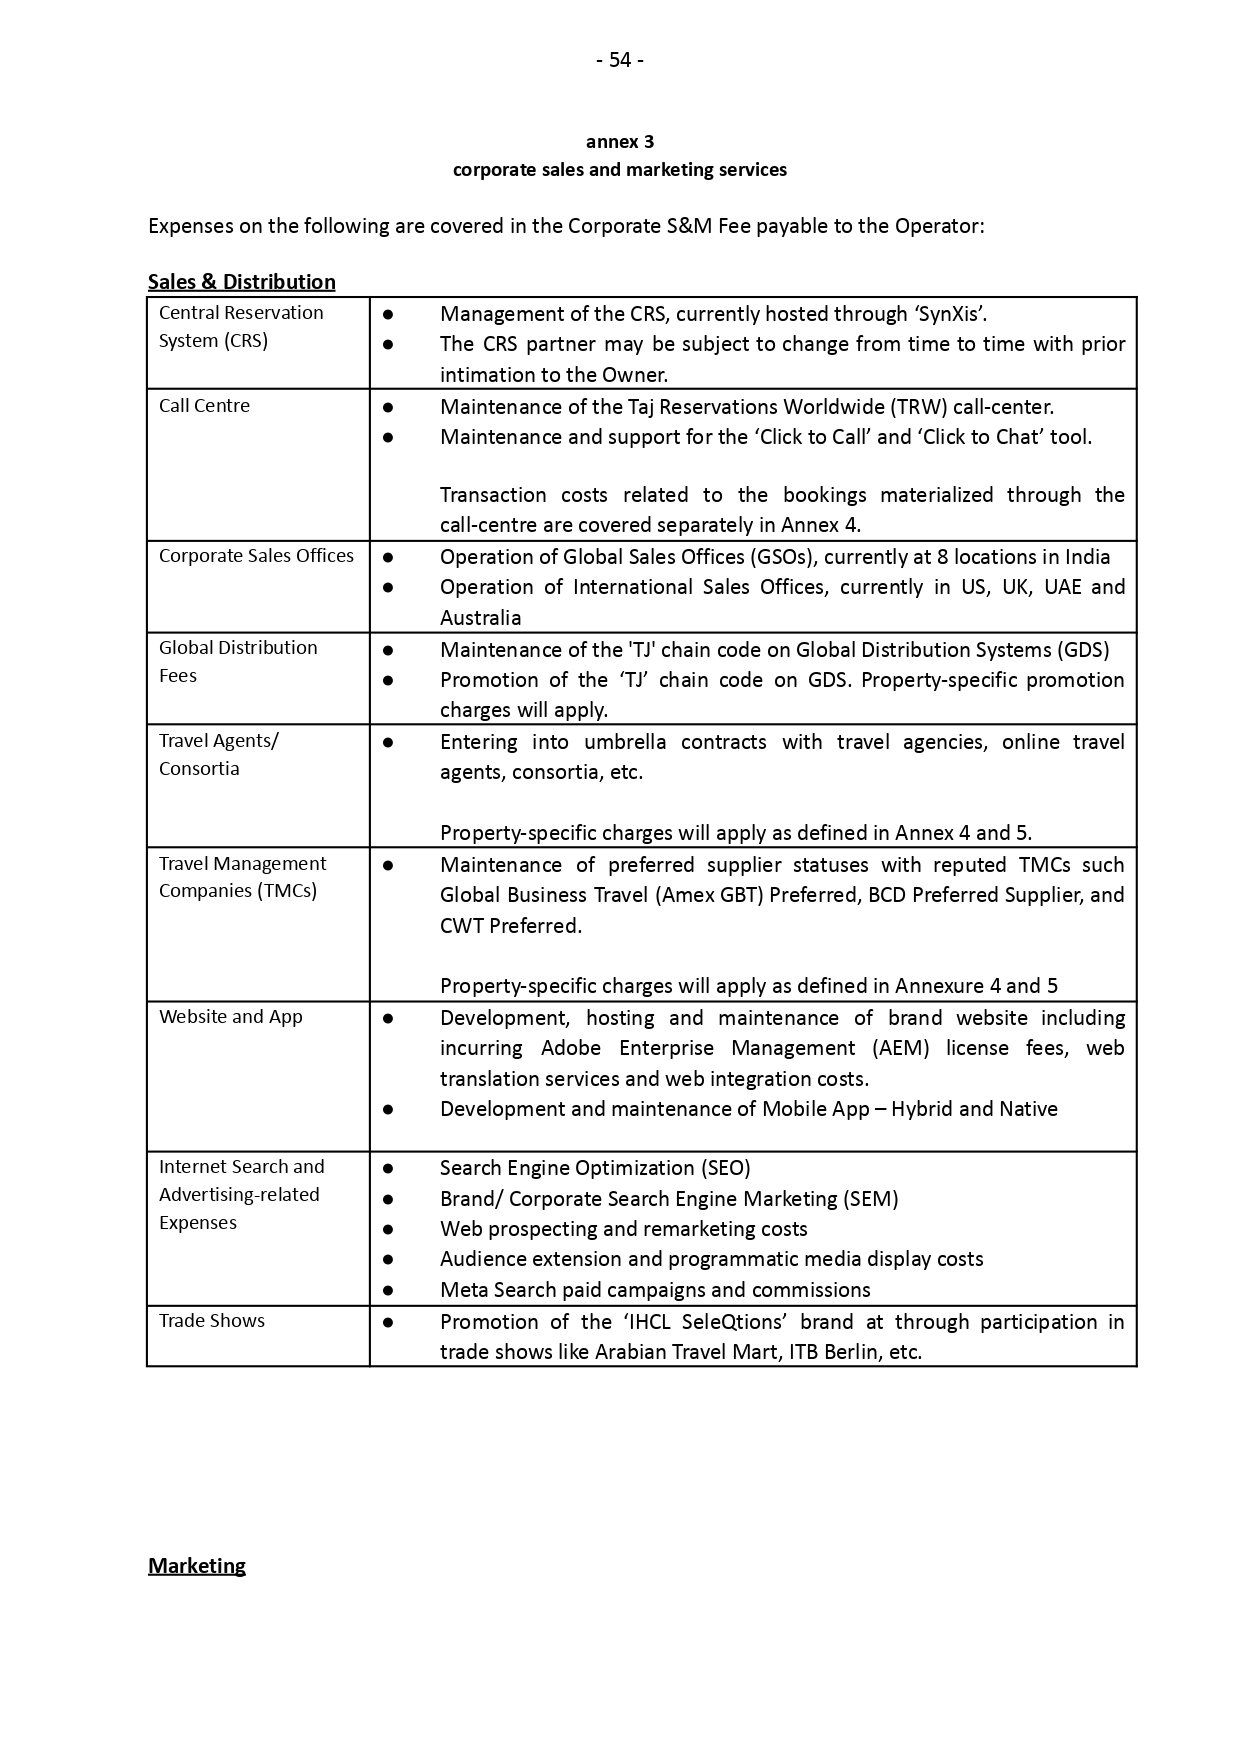 - 54 -
annex 3
corporate sales and marketing services
Expenses on the following are covered in the Corporate S&M Fee payable to the Operator:
Sales & Distribution
Central Reservation
System (CRS)
● Management of the CRS, currently hosted through ‘SynXis’.
● The CRS partner may be subject to change from time to time with prior
intimation to the Owner.
Call Centre
● Maintenance of the Taj Reservations Worldwide (TRW) call-center.
● Maintenance and support for the ‘Click to Call’ and ‘Click to Chat’ tool.
Transaction costs related to the bookings materialized through the
call-centre are covered separately in Annex 4.
Corporate Sales Offices
● Operation of Global Sales Offices (GSOs), currently at 8 locations in India
● Operation of International Sales Offices, currently in US, UK, UAE and
Australia
Global Distribution
Fees
● Maintenance of the 'TJ' chain code on Global Distribution Systems (GDS)
● Promotion of the ‘TJ’ chain code on GDS. Property-specific promotion
charges will apply.
Travel Agents/
Consortia
● Entering into umbrella contracts with travel agencies, online travel
agents, consortia, etc.
Property-specific charges will apply as defined in Annex 4 and 5.
Travel Management
Companies (TMCs)
● Maintenance of preferred supplier statuses with reputed TMCs such
Global Business Travel (Amex GBT) Preferred, BCD Preferred Supplier, and
CWT Preferred.
Property-specific charges will apply as defined in Annexure 4 and 5
Website and App
● Development, hosting and maintenance of brand website including
incurring Adobe Enterprise Management (AEM) license fees, web
translation services and web integration costs.
● Development and maintenance of Mobile App – Hybrid and Native
Internet Search and
Advertising-related
Expenses
● Search Engine Optimization (SEO)
● Brand/ Corporate Search Engine Marketing (SEM)
● Web prospecting and remarketing costs
● Audience extension and programmatic media display costs
● Meta Search paid campaigns and commissions
Trade Shows
● Promotion of the ‘IHCL SeleQtions’ brand at through participation in
trade shows like Arabian Travel Mart, ITB Berlin, etc.
Marketing